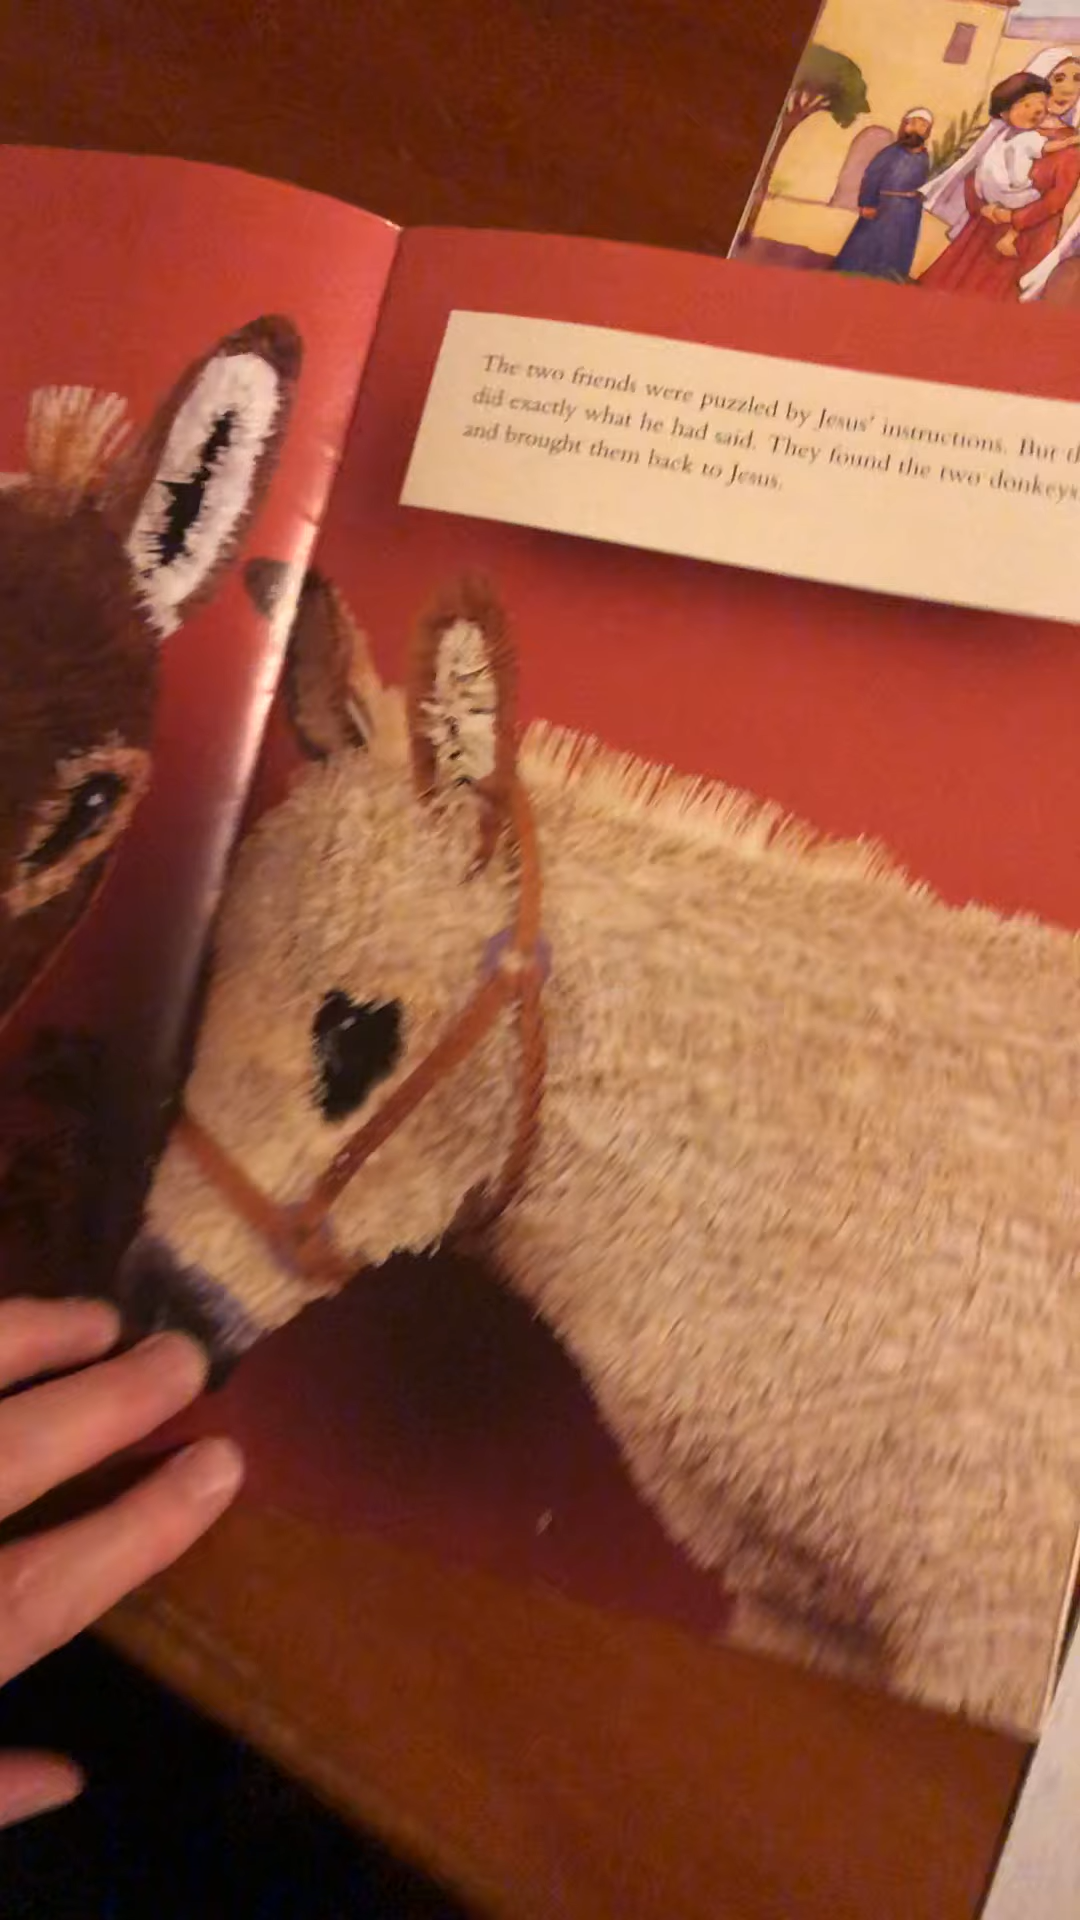 The two friends were puzzled by Jesus' instructions. But
did exactly what he had said. They found the two donkeys
and brought them back to Jesus.